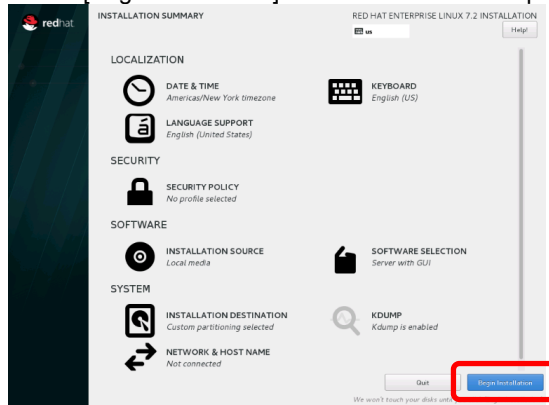 INSTALLATION SUMMARY
RED HAT ENTERPRISE LINUX 7.2 INSTALLATION
redhat
us
Help!
LOCALIZATION
DATE & TIME
Americas/New York timezone
KEYBOARD
English (US)
LANGUAGE SUPPORT
English (United States)
SECURITY
SECURITY POLICY
No profile selected
SOFTWARE
INSTALLATION SOURCE
Local media
SOFTWARE SELECTION
Server with GUI
SYSTEM
INSTALLATION DESTINATION
Custom partitioning selected
KDUMP
Kdump is enabled
NETWORK & HOST NAME
Not connected
Quit
Begin Installation
We won't touch your disks until